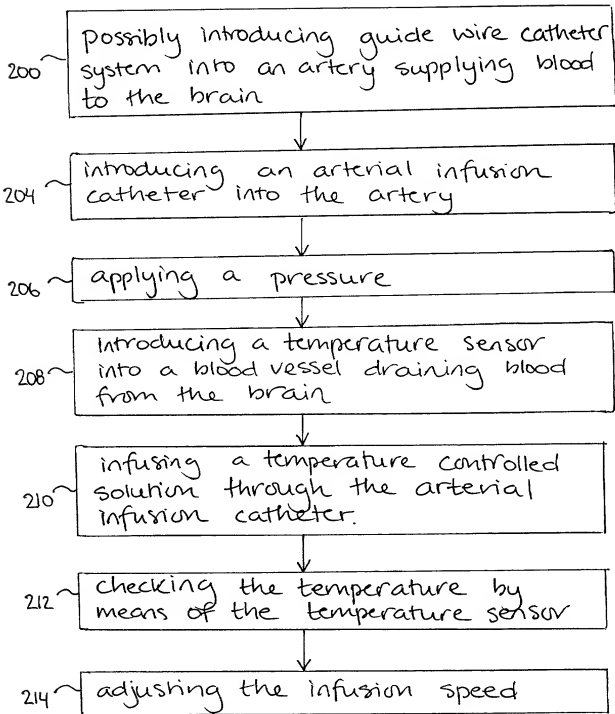 possibly introducing guide wire catheter
200 system into an artery supplying blood
to the brain
introducing an arterial infusion
204 catheter into the artery
206 applying a pressure
introducing a temperature sensor
208 into a blood vessel draining blood
from the brain
infusing a temperature controlled
210 solution through the arterial
infusion catheter.
checking the temperature by
212 means of the temperature sensor
214 adjusting the infusion speed